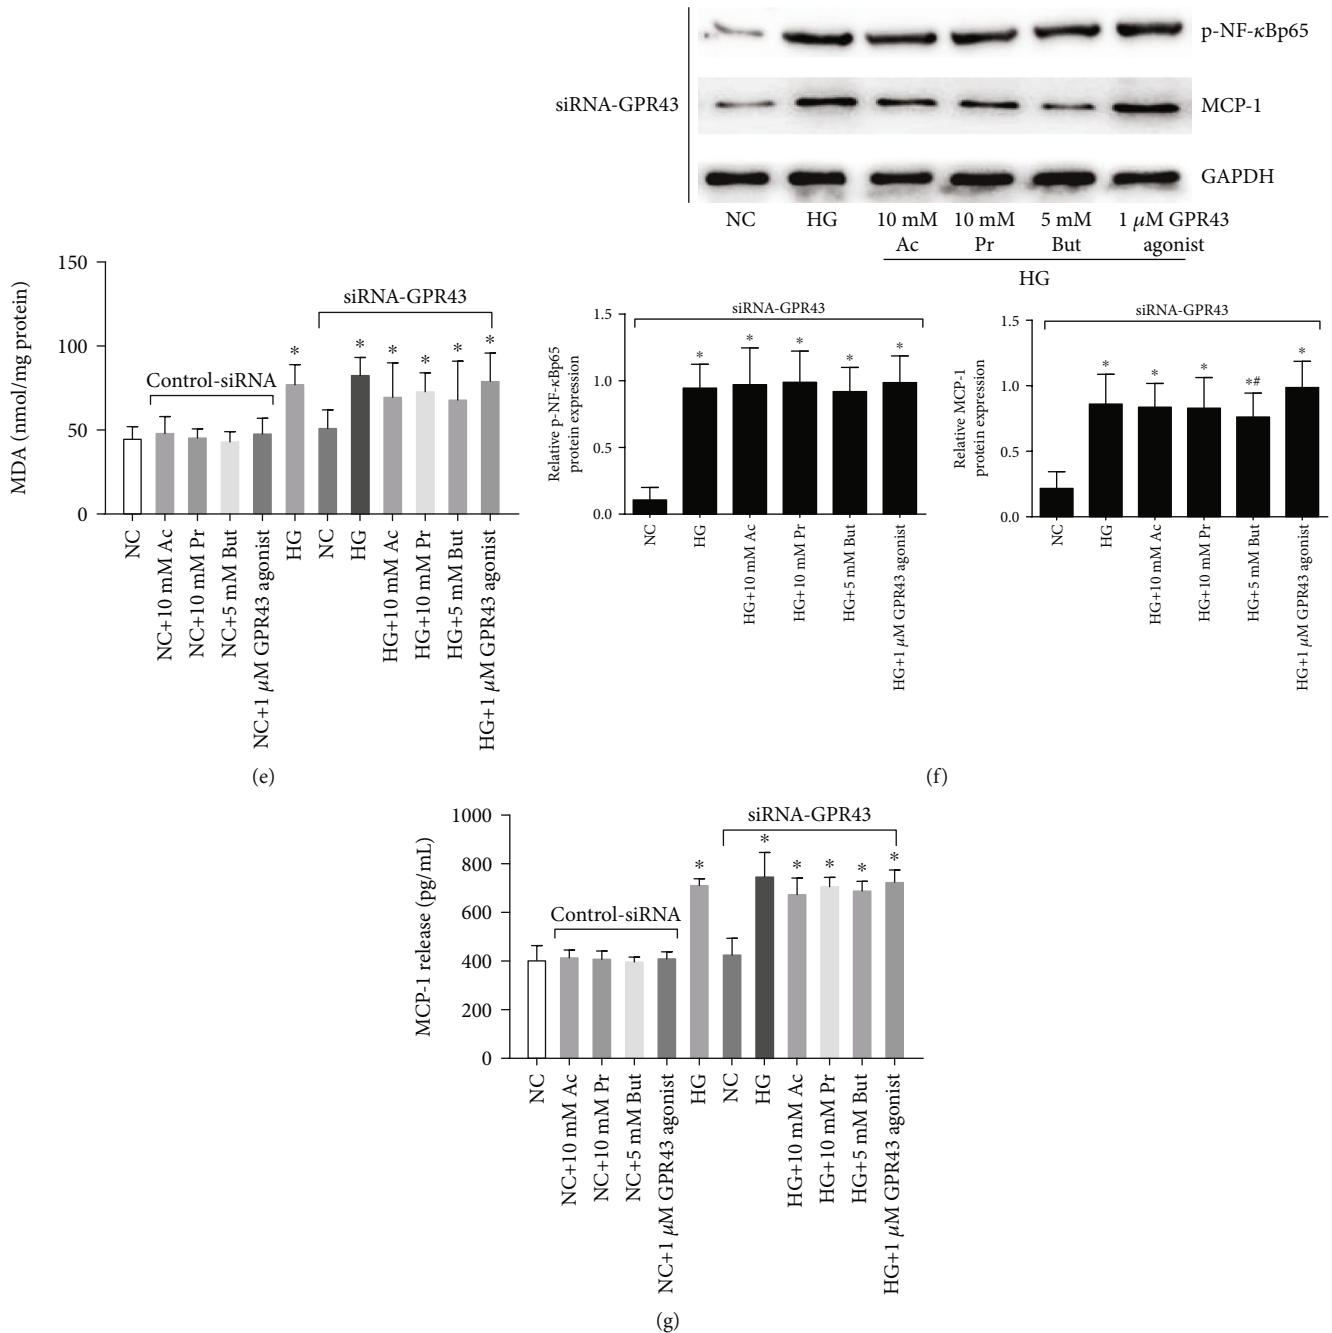 siRNA-GPR43
p-NF-κBp65
MCP-1
GAPDH
NC
HG
10 mM
Ac
10 mM
Pr
5 mM
But
1 μM GPR43
agonist
HG
MDA (nmol/mg protein)
150
100
50
0
Control-siRNA
siRNA-GPR43
*
*
*
*
*
*
NC
NC+10 mM Ac
NC+10 mM Pr
NC+5 mM But
NC+1 μM GPR43 agonist
HG
NC
HG
HG+10 mM Ac
HG+10 mM Pr
HG+5 mM But
HG+1 μM GPR43 agonist
(e)
Relative p-NF-κBp65
protein expression
1.5
1.0
0.5
0.0
siRNA-GPR43
*
*
*
*
*
NC
HG
HG+10 mM Ac
HG+10 mM Pr
HG+5 mM But
HG+1 μM GPR43 agonist
Relative MCP-1
protein expression
1.5
1.0
0.5
0.0
siRNA-GPR43
*
*
*
*#
*
NC
HG
HG+10 mM Ac
HG+10 mM Pr
HG+5 mM But
HG+1 μM GPR43 agonist
(f)
MCP-1 release (pg/mL)
1000
800
600
400
200
0
Control-siRNA
siRNA-GPR43
*
*
*
*
*
*
NC
NC+10 mM Ac
NC+10 mM Pr
NC+5 mM But
NC+1 μM GPR43 agonist
HG
NC
HG
HG+10 mM Ac
HG+10 mM Pr
HG+5 mM But
HG+1 μM GPR43 agonist
(g)